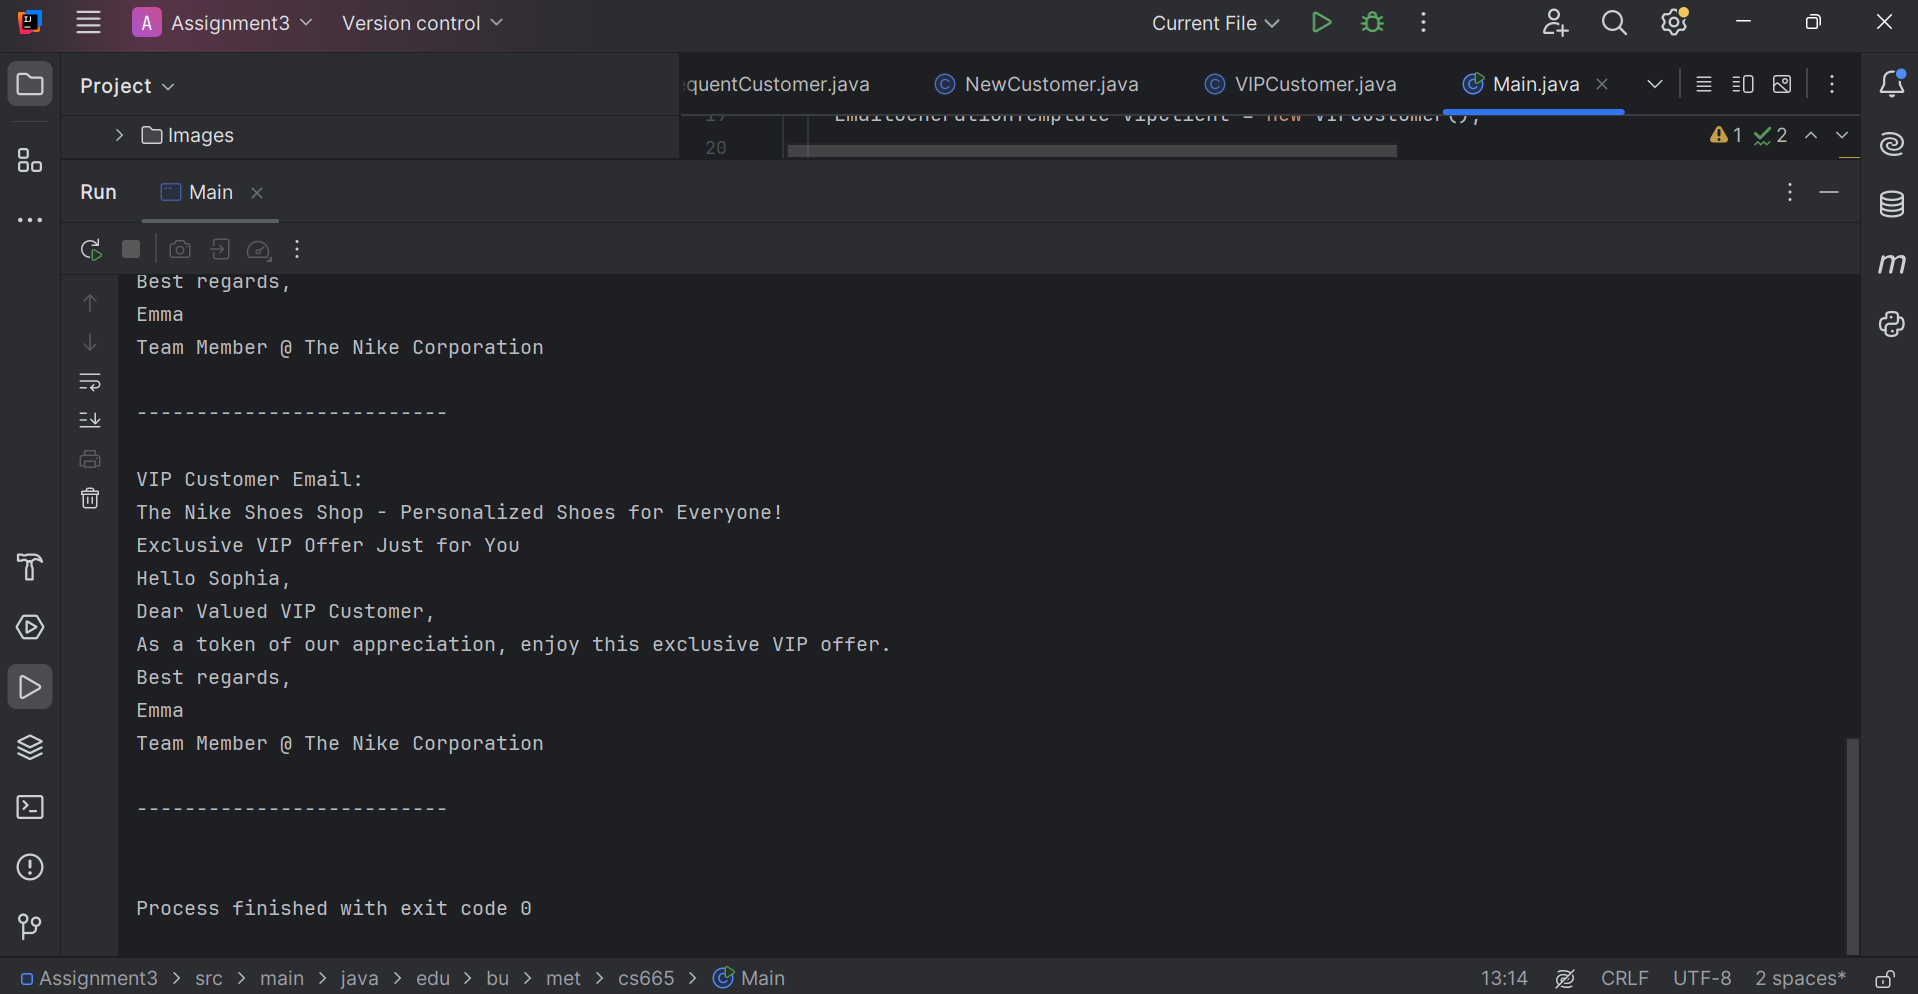 A Assignment3 Version control Current File
Project quentCustomer.java NewCustomer.java VIPCustomer.java Main.java
Images
EmailGenerationTemplate vipClient = new VIPCustomer();
20
1 2
Run Main
Best regards,
Emma
Team Member @ The Nike Corporation
--------------------------
VIP Customer Email:
The Nike Shoes Shop - Personalized Shoes for Everyone!
Exclusive VIP Offer Just for You
Hello Sophia,
Dear Valued VIP Customer,
As a token of our appreciation, enjoy this exclusive VIP offer.
Best regards,
Emma
Team Member @ The Nike Corporation
--------------------------
Process finished with exit code 0
Assignment3 > src > main > java > edu > bu > met > cs665 > Main 13:14 CRLF UTF-8 2 spaces*